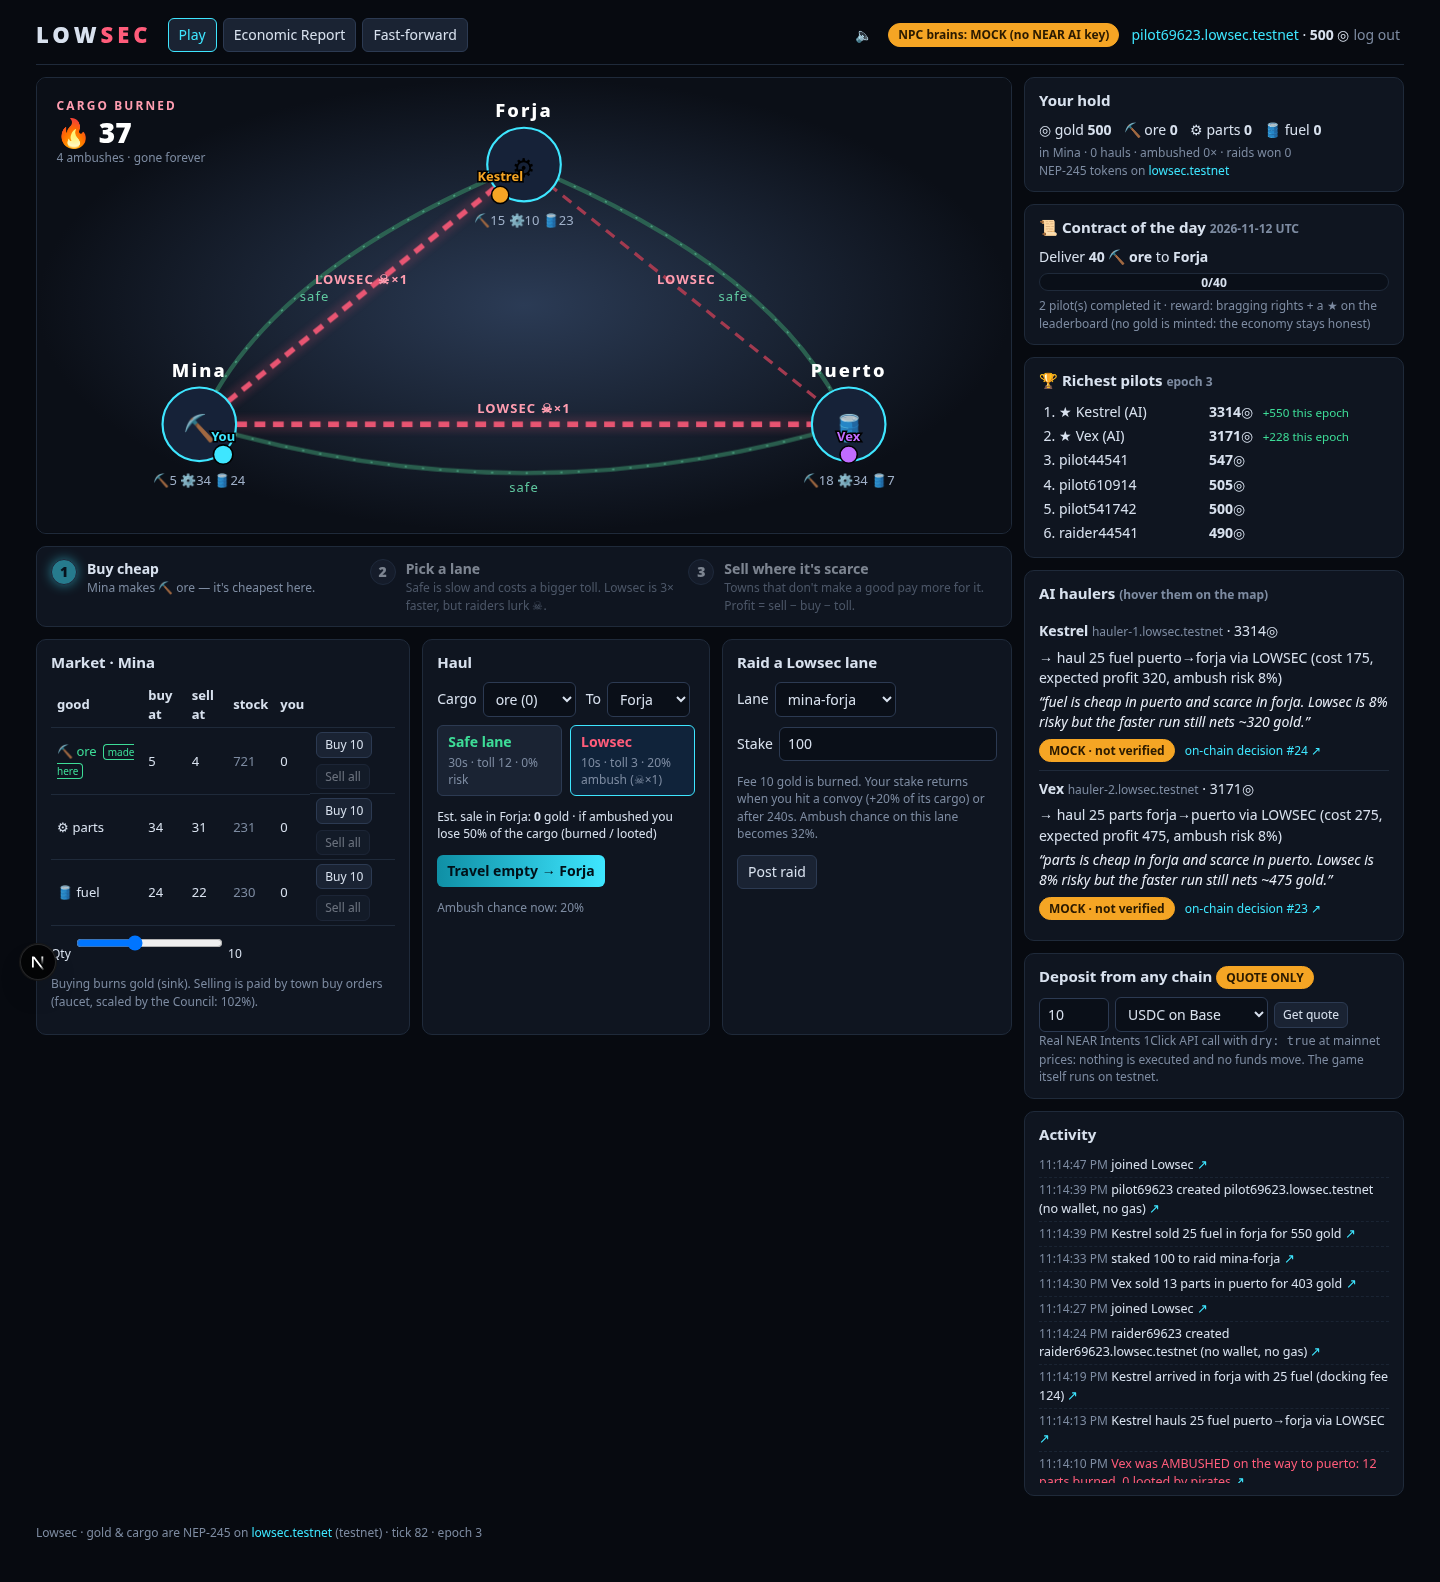 LOWSEC
Play
Economic Report
Fast-forward
NPC brains: MOCK (no NEAR AI key)
pilot69623.lowsec.testnet · 500 ◎ log out
CARGO BURNED
🔥 37
4 ambushes · gone forever
Forja
Kestrel
⛏️15 ⚙️10 🛢️23
LOWSEC ☠×1
safe
LOWSEC
safe
Mina
You
⛏️5 ⚙️34 🛢️24
LOWSEC ☠×1
safe
Puerto
Vex
⛏️18 ⚙️34 🛢️7
1 Buy cheap
Mina makes ⛏️ ore — it's cheapest here.
2 Pick a lane
Safe is slow and costs a bigger toll. Lowsec is 3×
faster, but raiders lurk ☠.
3 Sell where it's scarce
Towns that don't make a good pay more for it.
Profit = sell − buy − toll.
Market · Mina
good buy at sell at stock you
⛏️ ore made here 5 4 721 0 Buy 10 Sell all
⚙ parts 34 31 231 0 Buy 10 Sell all
🛢️ fuel 24 22 230 0 Buy 10 Sell all
Qty 10
N
Buying burns gold (sink). Selling is paid by town buy orders
(faucet, scaled by the Council: 102%).
Haul
Cargo ore (0) To Forja
Safe lane
30s · toll 12 · 0%
risk
Lowsec
10s · toll 3 · 20%
ambush (☠×1)
Est. sale in Forja: 0 gold · if ambushed you
lose 50% of the cargo (burned / looted)
Travel empty → Forja
Ambush chance now: 20%
Raid a Lowsec lane
Lane mina-forja
Stake 100
Fee 10 gold is burned. Your stake returns
when you hit a convoy (+20% of its cargo) or
after 240s. Ambush chance on this lane
becomes 32%.
Post raid
Your hold
◎ gold 500 ⛏️ ore 0 ⚙ parts 0 🛢️ fuel 0
in Mina · 0 hauls · ambushed 0× · raids won 0
NEP-245 tokens on lowsec.testnet
📜 Contract of the day 2026-11-12 UTC
Deliver 40 ⛏️ ore to Forja
0/40
2 pilot(s) completed it · reward: bragging rights + a ★ on the
leaderboard (no gold is minted: the economy stays honest)
🏆 Richest pilots epoch 3
1. ★ Kestrel (AI) 3314◎ +550 this epoch
2. ★ Vex (AI) 3171◎ +228 this epoch
3. pilot44541 547◎
4. pilot610914 505◎
5. pilot541742 500◎
6. raider44541 490◎
AI haulers (hover them on the map)
Kestrel hauler-1.lowsec.testnet · 3314◎
→ haul 25 fuel puerto→forja via LOWSEC (cost 175,
expected profit 320, ambush risk 8%)
“fuel is cheap in puerto and scarce in forja. Lowsec is 8%
risky but the faster run still nets ~320 gold.”
MOCK · not verified on-chain decision #24 ↗
Vex hauler-2.lowsec.testnet · 3171◎
→ haul 25 parts forja→puerto via LOWSEC (cost 275,
expected profit 475, ambush risk 8%)
“parts is cheap in forja and scarce in puerto. Lowsec is
8% risky but the faster run still nets ~475 gold.”
MOCK · not verified on-chain decision #23 ↗
Deposit from any chain QUOTE ONLY
10 USDC on Base Get quote
Real NEAR Intents 1Click API call with dry: true at mainnet
prices: nothing is executed and no funds move. The game
itself runs on testnet.
Activity
11:14:47 PM joined Lowsec ↗
11:14:39 PM pilot69623 created pilot69623.lowsec.testnet
(no wallet, no gas) ↗
11:14:39 PM Kestrel sold 25 fuel in forja for 550 gold ↗
11:14:33 PM staked 100 to raid mina-forja ↗
11:14:30 PM Vex sold 13 parts in puerto for 403 gold ↗
11:14:27 PM joined Lowsec ↗
11:14:24 PM raider69623 created
raider69623.lowsec.testnet (no wallet, no gas) ↗
11:14:19 PM Kestrel arrived in forja with 25 fuel (docking fee
124) ↗
11:14:13 PM Kestrel hauls 25 fuel puerto→forja via LOWSEC
↗
11:14:10 PM Vex was AMBUSHED on the way to puerto: 12
parts burned, 0 looted by pirates ↗
Lowsec · gold & cargo are NEP-245 on lowsec.testnet (testnet) · tick 82 · epoch 3